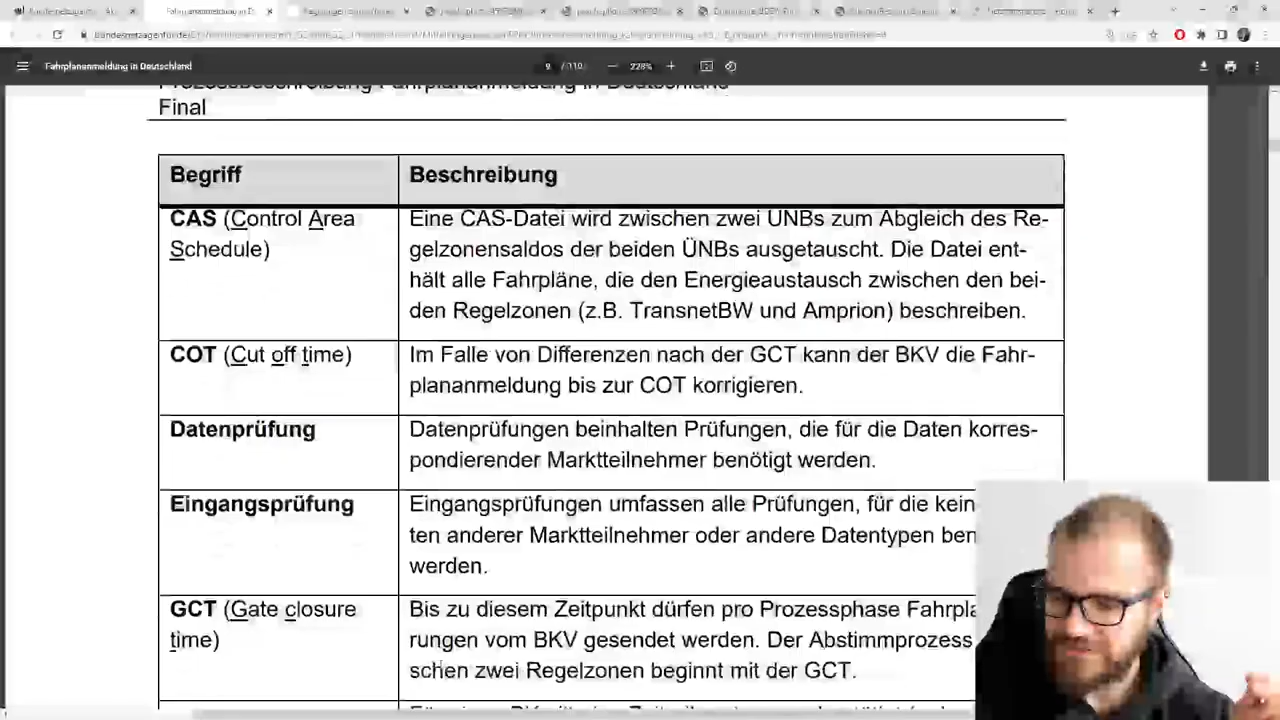 Fahrplananmeldung in D
Fahrplananmeldung in Deutschland
9 / 110
228%
Prozessbeschreibung Fahrplananmeldung in Deutschland
Final
Begriff
Beschreibung
CAS (Control Area
Schedule)
Eine CAS-Datei wird zwischen zwei ÜNBs zum Abgleich des Re-
gelzonensaldos der beiden ÜNBs ausgetauscht. Die Datei ent-
hält alle Fahrpläne, die den Energieaustausch zwischen den bei-
den Regelzonen (z.B. TransnetBW und Amprion) beschreiben.
COT (Cut off time)
Im Falle von Differenzen nach der GCT kann der BKV die Fahr-
plananmeldung bis zur COT korrigieren.
Datenprüfung
Datenprüfungen beinhalten Prüfungen, die für die Daten korres-
pondierender Marktteilnehmer benötigt werden.
Eingangsprüfung
Eingangsprüfungen umfassen alle Prüfungen, für die kein
ten anderer Marktteilnehmer oder andere Datentypen ben
werden.
GCT (Gate closure
time)
Bis zu diesem Zeitpunkt dürfen pro Prozessphase Fahrpla
rungen vom BKV gesendet werden. Der Abstimmprozess
schen zwei Regelzonen beginnt mit der GCT.